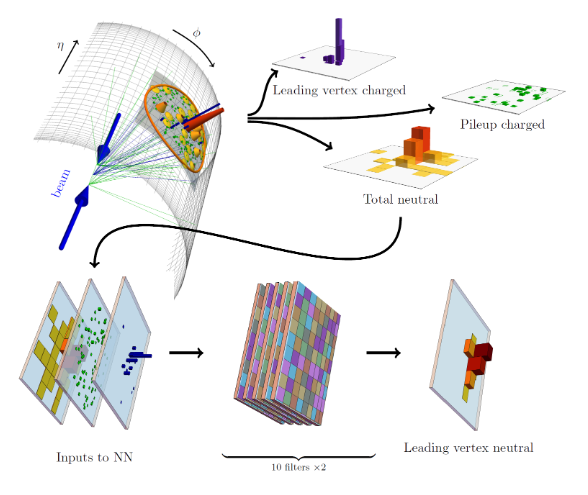 η
ϕ
Leading vertex charged
Pileup charged
Total neutral
beam
Inputs to NN
10 filters ×2
Leading vertex neutral